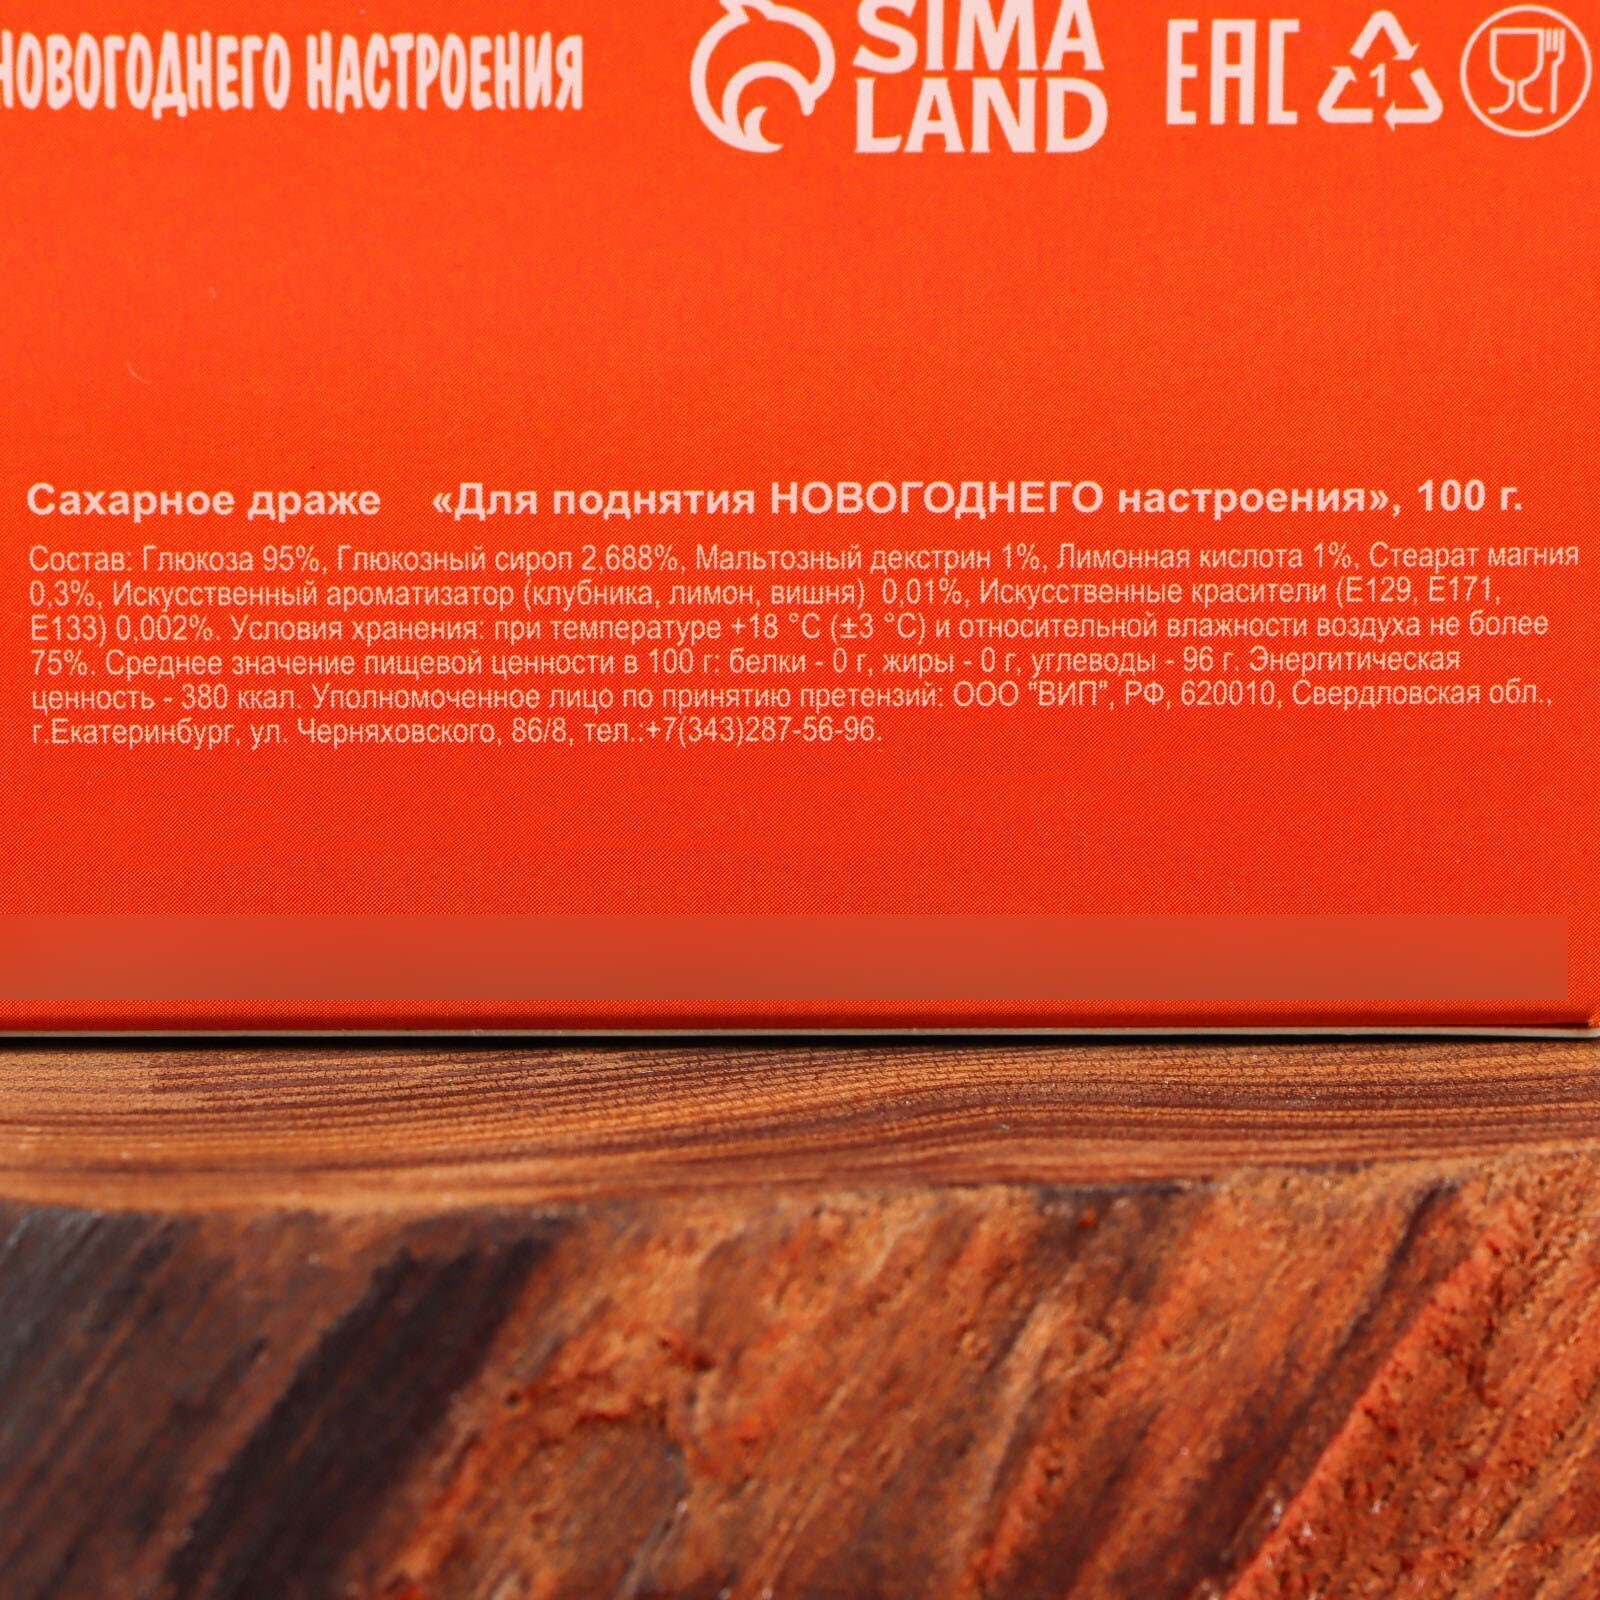 НОВОГОДНЕГО НАСТРОЕНИЯ
SIMA
LAND
EAC
1
Сахарное драже «Для поднятия НОВОГОДНЕГО настроения», 100 г.
Состав: Глюкоза 95%, Глюкозный сироп 2,688%, Мальтозный декстрин 1%, Лимонная кислота 1%, Стеарат магния
0,3%, Искусственный ароматизатор (клубника, лимон, вишня) 0,01%, Искусственные красители (Е129, Е171,
Е133) 0,002%. Условия хранения: при температуре +18 °С (±3 °С) и относительной влажности воздуха не более
75%. Среднее значение пищевой ценности в 100 г: белки - 0 г, жиры - 0 г, углеводы - 96 г. Энергитическая
ценность - 380 ккал. Уполномоченное лицо по принятию претензий: ООО "ВИП", РФ, 620010, Свердловская обл.,
г.Екатеринбург, ул. Черняховского, 86/8, тел.:+7(343)287-56-96.